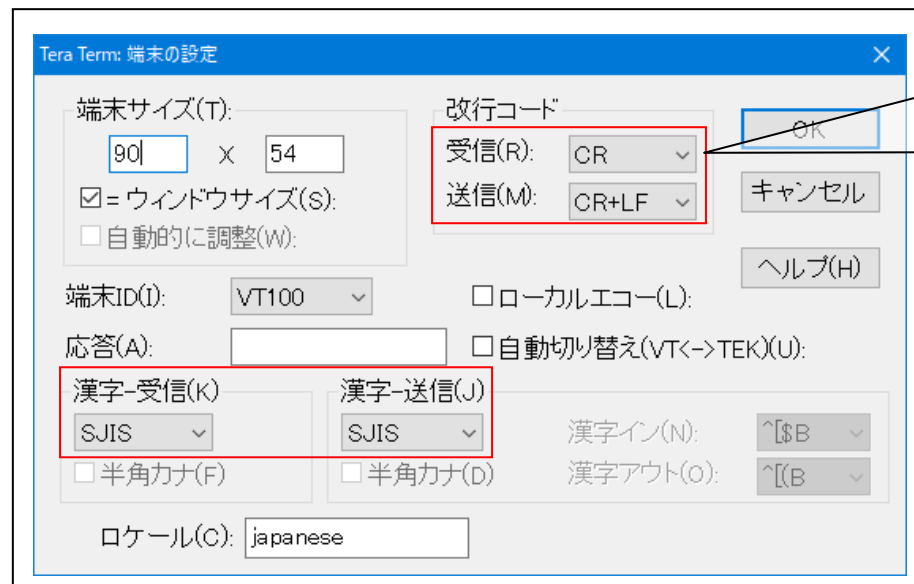 Tera Term: 端末の設定
端末サイズ(T):
90 X 54
=ウィンドウサイズ(S):
自動的に調整(W):
改行コード
受信(R): CR
送信(M): CR+LF
OK
キャンセル
ヘルプ(H)
端末ID(I): VT100
ローカルエコー(L):
応答(A):
自動切り替え(VT<->TEK)(U):
漢字-受信(K)
SJIS
半角カナ(F)
漢字-送信(J)
SJIS
半角カナ(D)
漢字イン(N): ^[$B
漢字アウト(O): ^[(B
ロケール(C): japanese